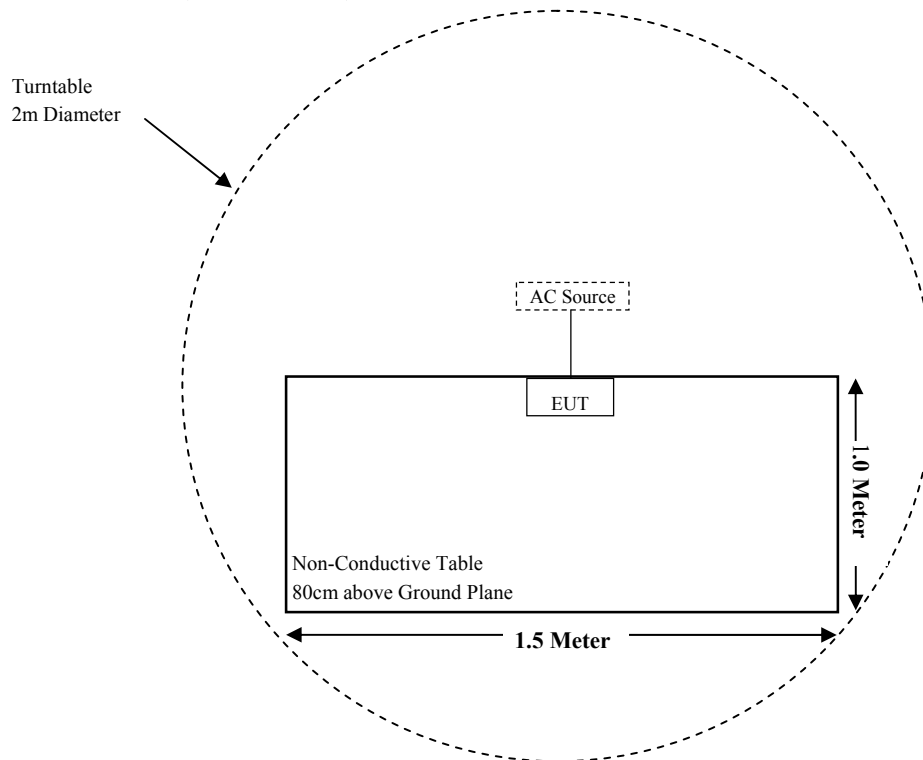 Turntable
2m Diameter
AC Source
EUT
1.0 Meter
Non-Conductive Table
80cm above Ground Plane
1.5 Meter